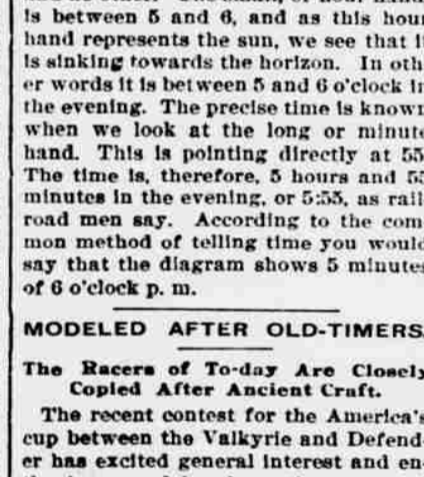 is between 5 and 6, and as this hour
hand represents the sun, we see that i
is sinking towards the horizon. In oth
er words it is between 5 and 6 o'clock in
the evening. The precise time is known
when we look at the long or minute
hand. This is pointing directly at 55
The time is, therefore, 5 hours and 55
minutes in the evening, or 5:55, as rail
road men say. According to the com
mon method of telling time you would
say that the diagram shows 5 minutes
of 6 o'clock p. m.
MODELED AFTER OLD-TIMERS.
The Racers of To-day Are Closely
Copied After Ancient Craft.
The recent contest for the America's
cup between the Valkyrie and Defend-
er has excited general interest and en-